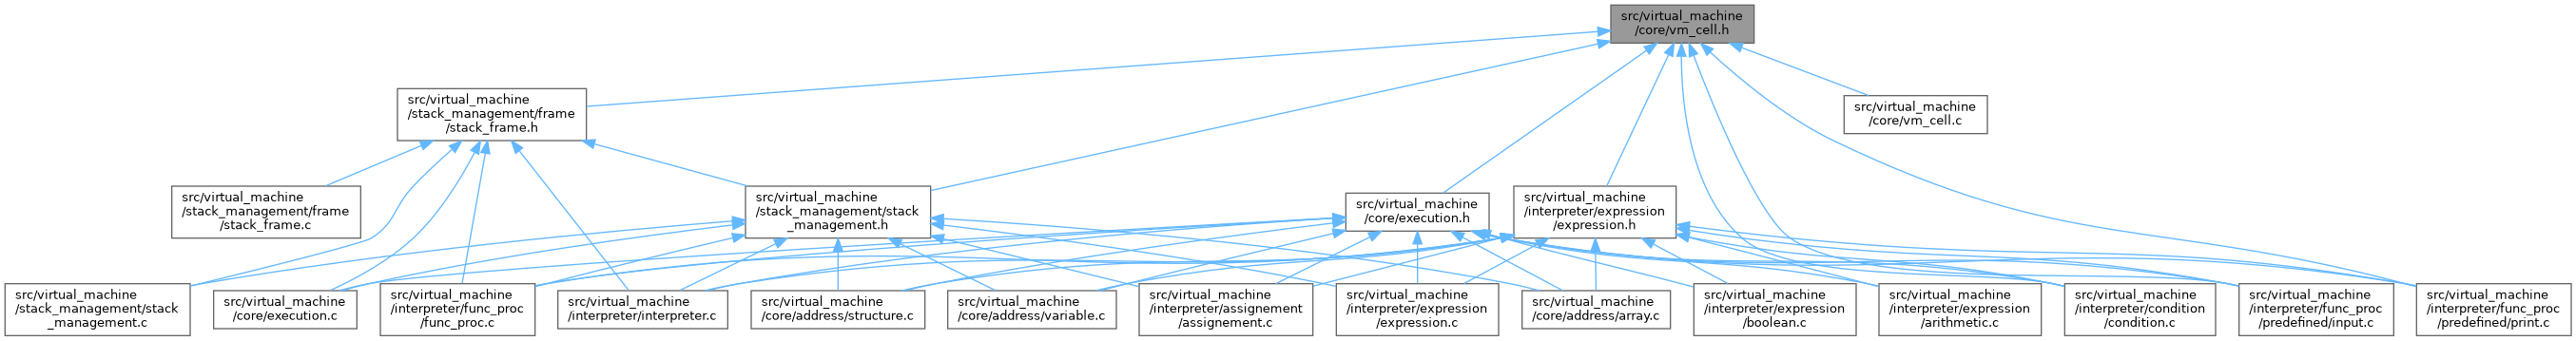 src/virtual_machine
/core/vm_cell.h
src/virtual_machine
/stack_management/frame
/stack_frame.h
src/virtual_machine
/core/vm_cell.c
src/virtual_machine
/stack_management/frame
/stack_frame.c
src/virtual_machine
/stack_management/stack
_management.h
src/virtual_machine
/core/execution.h
src/virtual_machine
/interpreter/expression
/expression.h
src/virtual_machine
/stack_management/stack
_management.c
src/virtual_machine
/core/execution.c
src/virtual_machine
/interpreter/func_proc
/func_proc.c
src/virtual_machine
/interpreter/interpreter.c
src/virtual_machine
/core/address/structure.c
src/virtual_machine
/core/address/variable.c
src/virtual_machine
/interpreter/assignement
/assignement.c
src/virtual_machine
/interpreter/expression
/expression.c
src/virtual_machine
/core/address/array.c
src/virtual_machine
/interpreter/expression
/boolean.c
src/virtual_machine
/interpreter/expression
/arithmetic.c
src/virtual_machine
/interpreter/condition
/condition.c
src/virtual_machine
/interpreter/func_proc
/predefined/input.c
src/virtual_machine
/interpreter/func_proc
/predefined/print.c